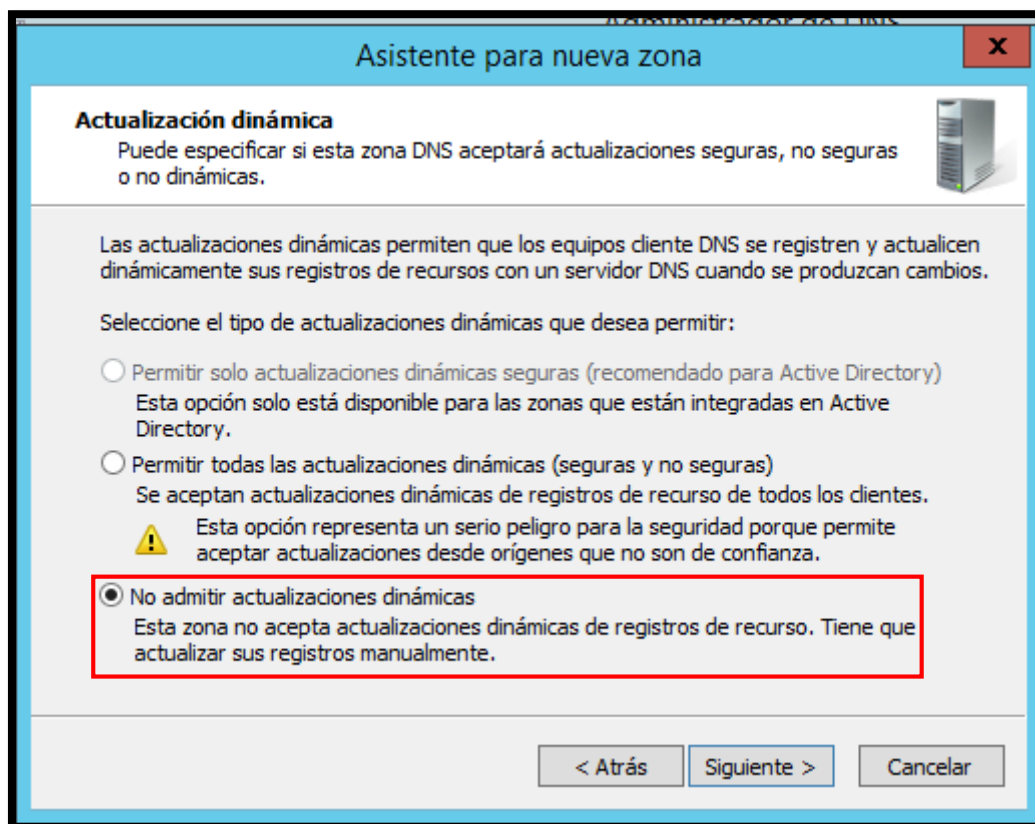 Administrador de DNS
Asistente para nueva zona
x
Actualización dinámica
Puede especificar si esta zona DNS aceptará actualizaciones seguras, no seguras
o no dinámicas.
Las actualizaciones dinámicas permiten que los equipos cliente DNS se registren y actualicen
dinámicamente sus registros de recursos con un servidor DNS cuando se produzcan cambios.
Seleccione el tipo de actualizaciones dinámicas que desea permitir:
Permitir solo actualizaciones dinámicas seguras (recomendado para Active Directory)
Esta opción solo está disponible para las zonas que están integradas en Active
Directory.
Permitir todas las actualizaciones dinámicas (seguras y no seguras)
Se aceptan actualizaciones dinámicas de registros de recurso de todos los clientes.
Esta opción representa un serio peligro para la seguridad porque permite
aceptar actualizaciones desde orígenes que no son de confianza.
No admitir actualizaciones dinámicas
Esta zona no acepta actualizaciones dinámicas de registros de recurso. Tiene que
actualizar sus registros manualmente.
< Atrás
Siguiente >
Cancelar